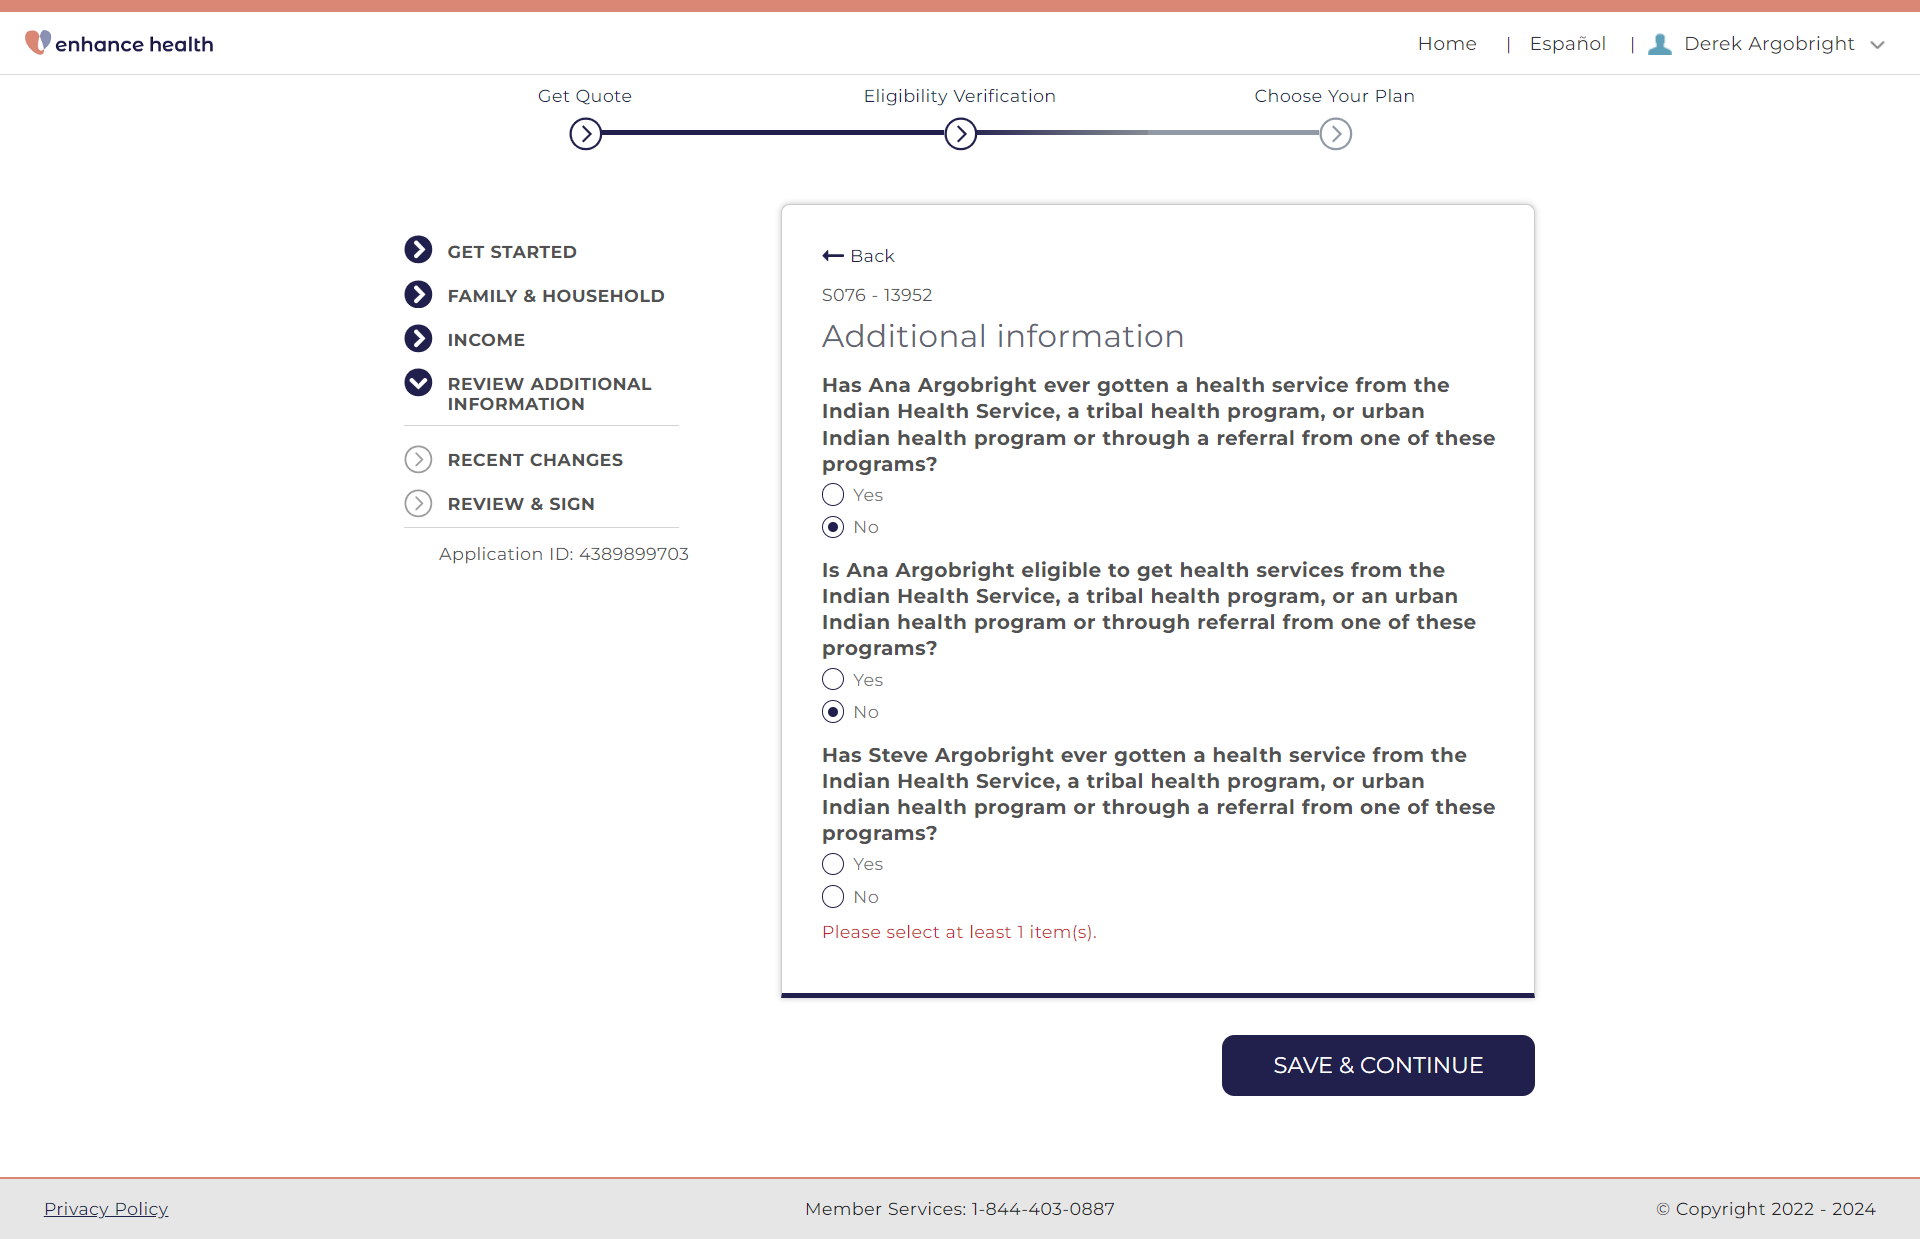 enhance health
Home | Español | Derek Argobright
Get Quote
Eligibility Verification
Choose Your Plan
GET STARTED
FAMILY & HOUSEHOLD
INCOME
REVIEW ADDITIONAL
INFORMATION
RECENT CHANGES
REVIEW & SIGN
Application ID: 4389899703
Back
S076 - 13952
Additional information
Has Ana Argobright ever gotten a health service from the
Indian Health Service, a tribal health program, or urban
Indian health program or through a referral from one of these
programs?
Yes
No
Is Ana Argobright eligible to get health services from the
Indian Health Service, a tribal health program, or an urban
Indian health program or through referral from one of these
programs?
Yes
No
Has Steve Argobright ever gotten a health service from the
Indian Health Service, a tribal health program, or urban
Indian health program or through a referral from one of these
programs?
Yes
No
Please select at least 1 item(s).
SAVE & CONTINUE
Privacy Policy
Member Services: 1-844-403-0887
© Copyright 2022 - 2024